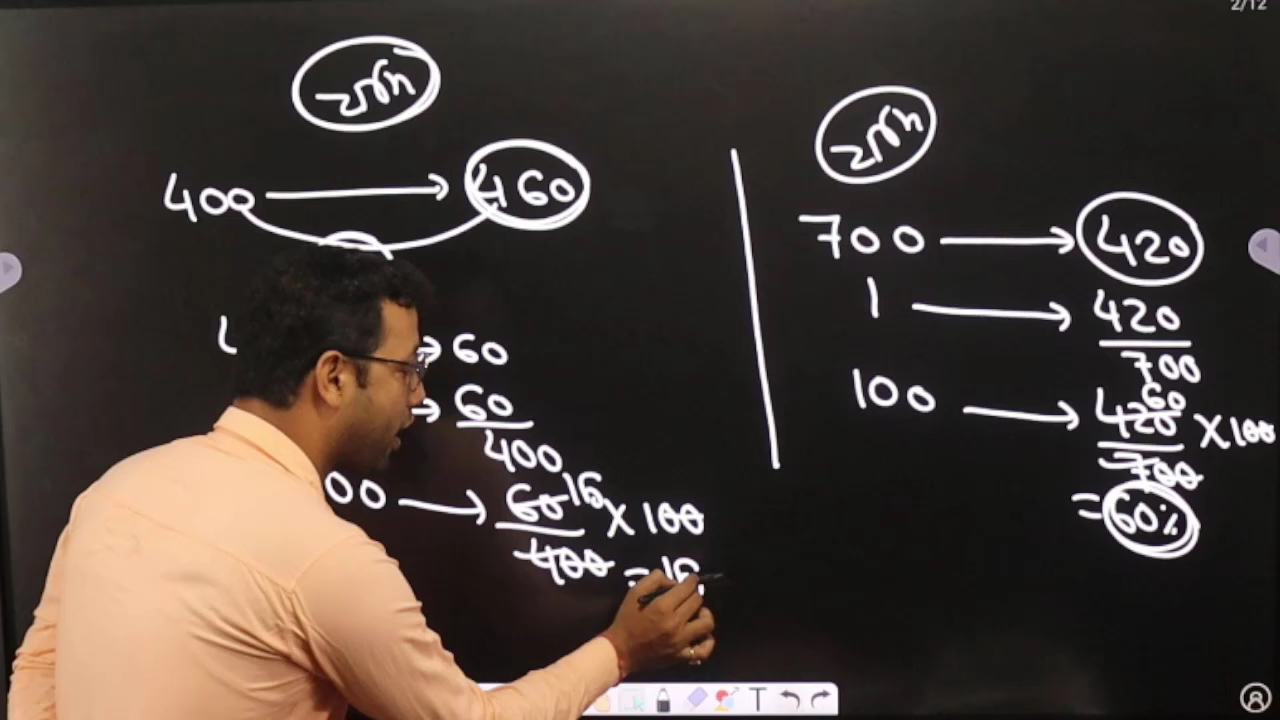 2/12
400 → 460
→ 60
→ 60/400
00 → 60/400 15 × 100
= 15
700 → 420
1 → 420/700
100 → 420/700 60 × 100
= 60%
T